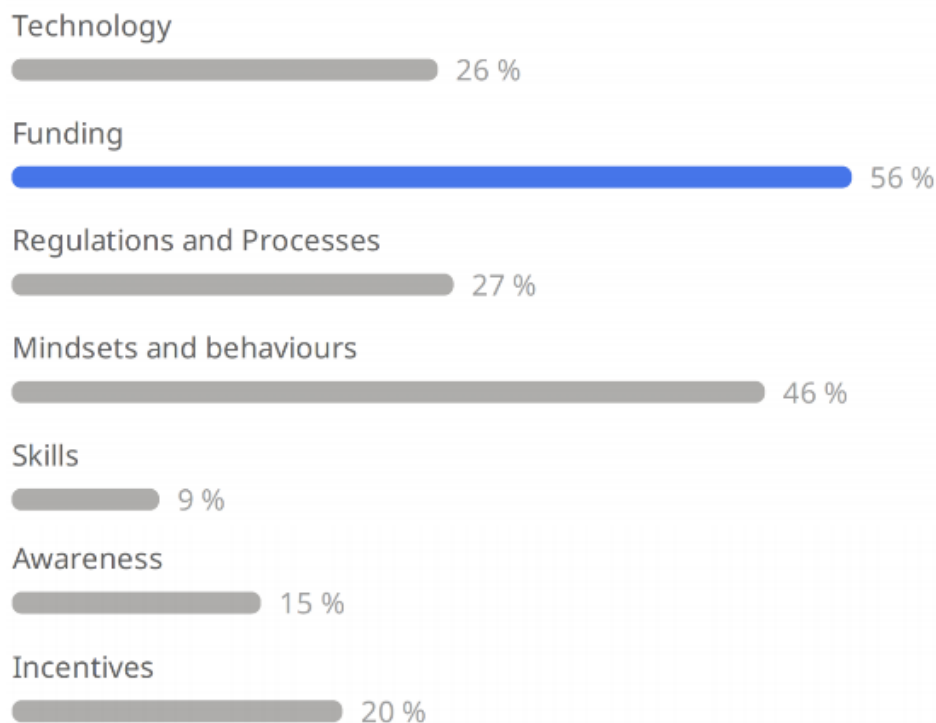 Technology
26 %
Funding
56 %
Regulations and Processes
27 %
Mindsets and behaviours
46 %
Skills
9 %
Awareness
15 %
Incentives
20 %